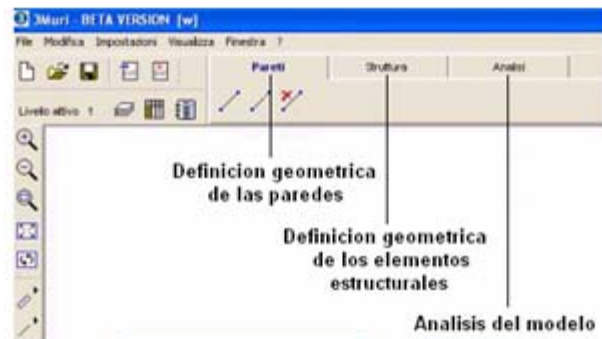 3Muri - BETA VERSION [w]
File Modifica Impostazioni Visualizza Finestra ?
Pareti Struttura Analisi
Livello attivo 1
Definicion geometrica
de las paredes
Definicion geometrica
de los elementos
estructurales
Analisis del modelo